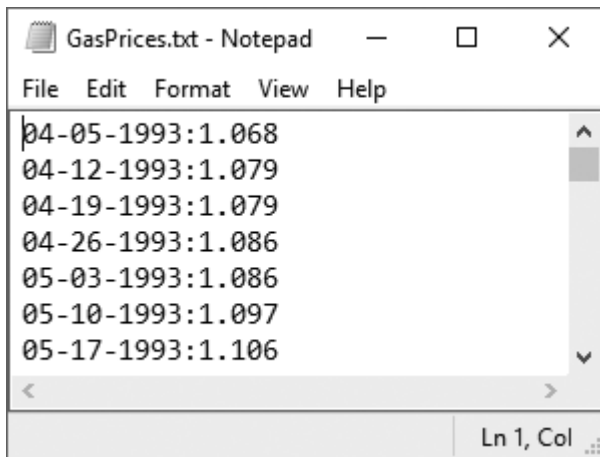 GasPrices.txt - Notepad
File Edit Format View Help
04-05-1993:1.068
04-12-1993:1.079
04-19-1993:1.079
04-26-1993:1.086
05-03-1993:1.086
05-10-1993:1.097
05-17-1993:1.106
Ln 1, Col